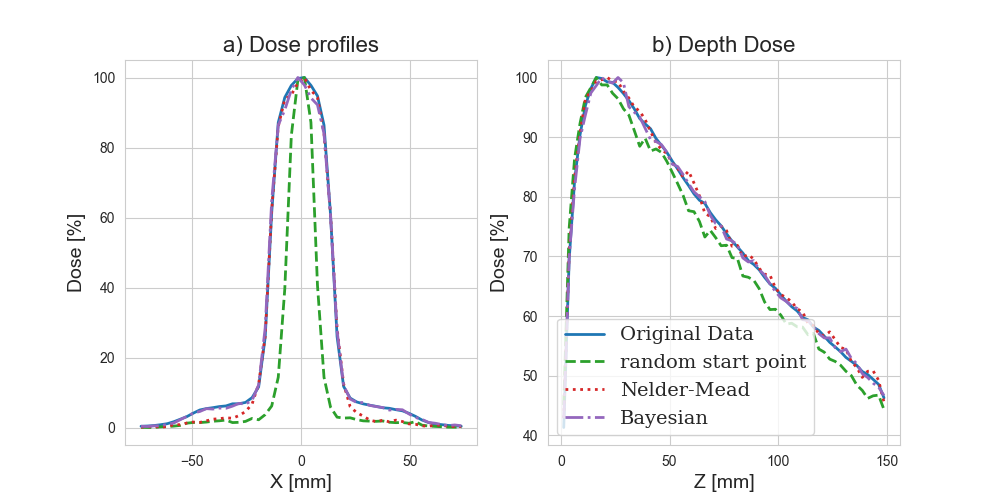 a) Dose profiles
100
80
60
40
20
0
Dose [%]
−50
0
50
X [mm]
b) Depth Dose
100
90
80
70
60
50
40
Dose [%]
Original Data
random start point
Nelder-Mead
Bayesian
0
50
100
150
Z [mm]